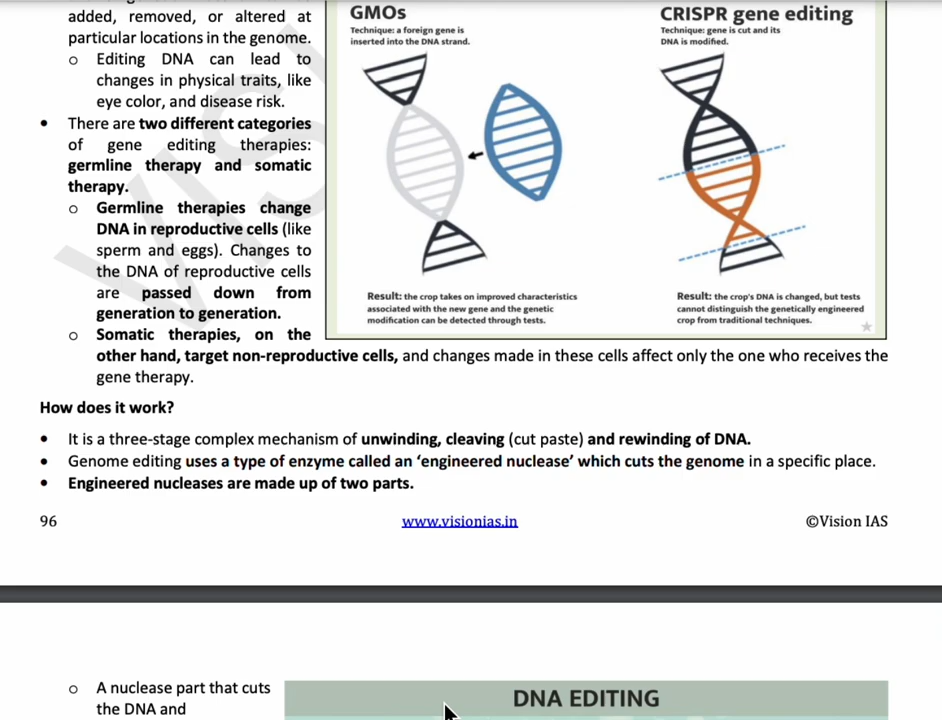 added, removed, or altered at
particular locations in the genome.
o Editing DNA can lead to
changes in physical traits, like
eye color, and disease risk.
• There are two different categories
of gene editing therapies:
germline therapy and somatic
therapy.
o Germline therapies change
DNA in reproductive cells (like
sperm and eggs). Changes to
the DNA of reproductive cells
are passed down from
generation to generation.
o Somatic therapies, on the
other hand, target non-reproductive cells, and changes made in these cells affect only the one who receives the
gene therapy.
GMOs
Technique: a foreign gene is
inserted into the DNA strand.
Result: the crop takes on improved characteristics
associated with the new gene and the genetic
modification can be detected through tests.
CRISPR gene editing
Technique: gene is cut and its
DNA is modified.
Result: the crop's DNA is changed, but tests
cannot distinguish the genetically engineered
crop from traditional techniques.
How does it work?
• It is a three-stage complex mechanism of unwinding, cleaving (cut paste) and rewinding of DNA.
• Genome editing uses a type of enzyme called an ‘engineered nuclease’ which cuts the genome in a specific place.
• Engineered nucleases are made up of two parts.
96
www.visionias.in
©Vision IAS
o A nuclease part that cuts
the DNA and
DNA EDITING